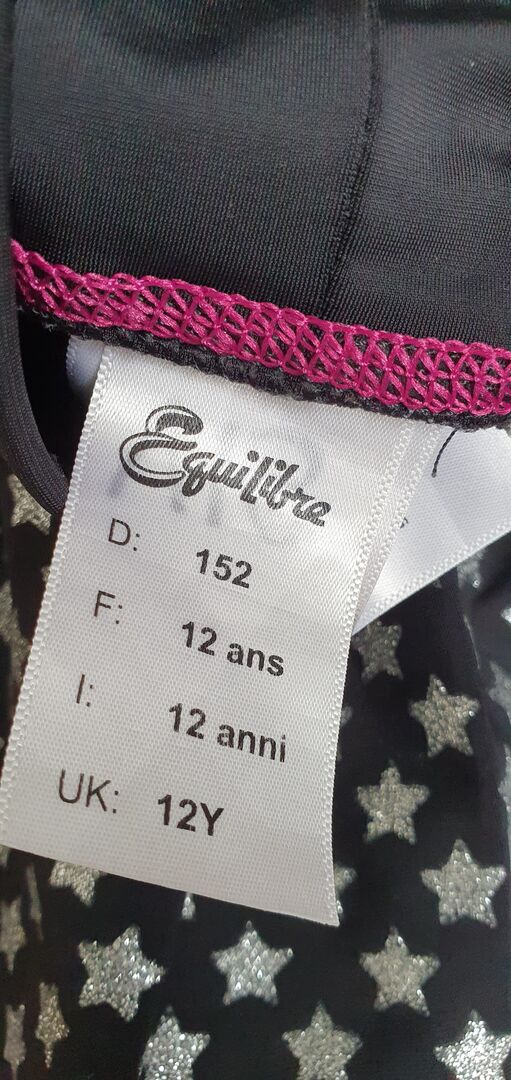 Equilibre
D: 152
F: 12 ans
I: 12 anni
UK: 12Y